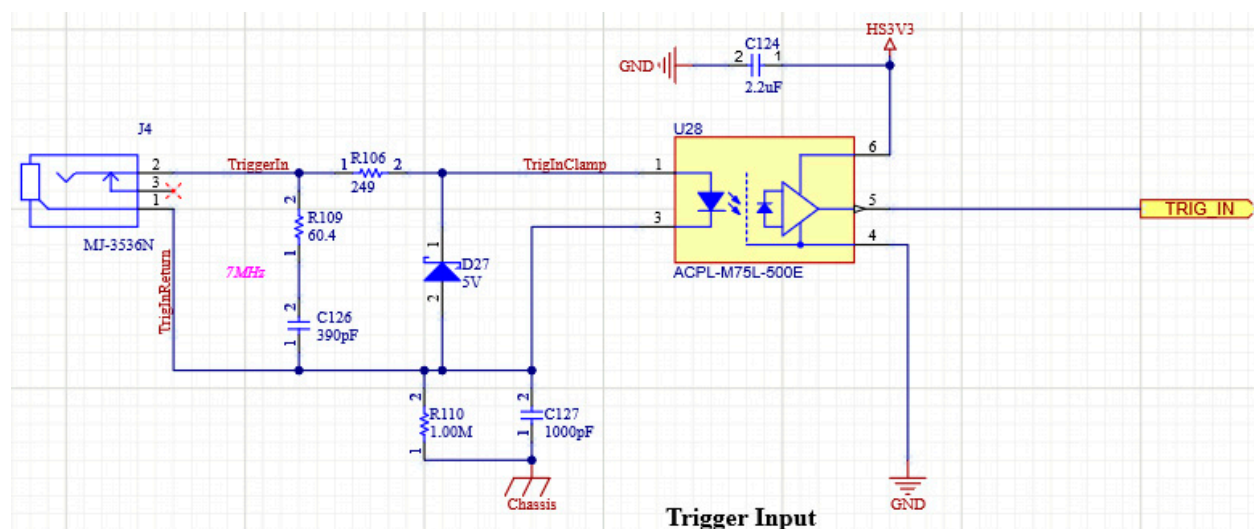 HS3V3
C124
2 1
GND
2.2uF
J4
U28
6
2
TriggerIn
1 R106 2
249
TrigInClamp
1
3
1
2
R109
60.4
1
5
TRIG_IN
MJ-3536N
3
4
ACPL-M75L-500E
7MHz
1
D27
5V
2
TrigInReturn
2
C126
390pF
1
2
R110
1.00M
1
2
C127
1000pF
1
Chassis
GND
Trigger Input